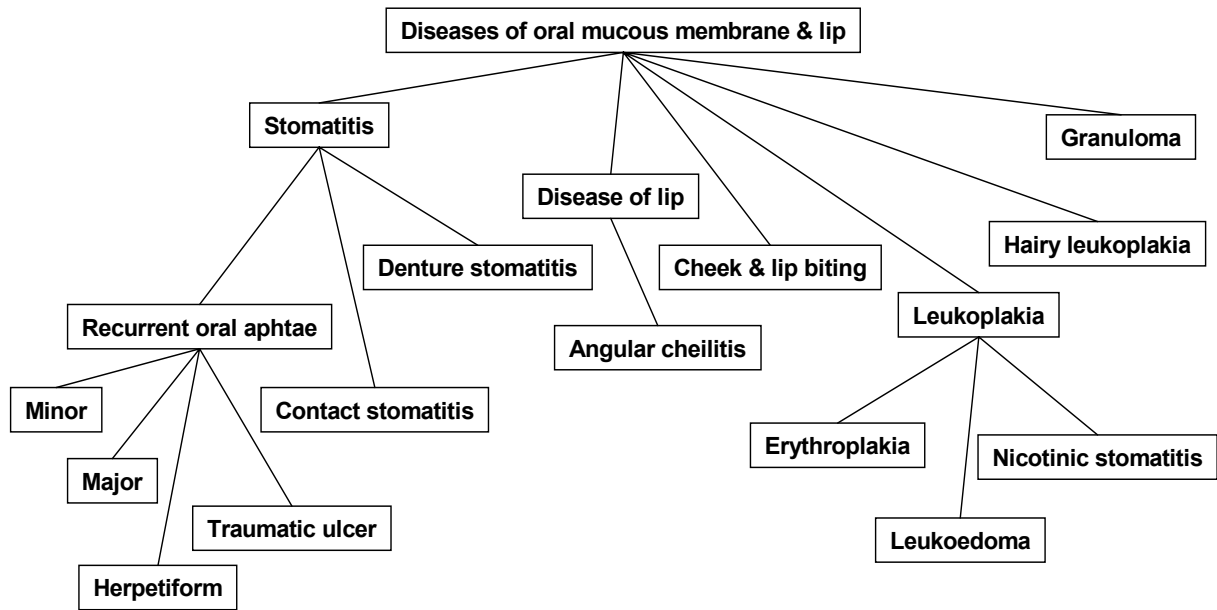 Diseases of oral mucous membrane & lip
Stomatitis
Granuloma
Disease of lip
Hairy leukoplakia
Denture stomatitis
Cheek & lip biting
Recurrent oral aphtae
Leukoplakia
Angular cheilitis
Minor
Contact stomatitis
Erythroplakia
Nicotinic stomatitis
Major
Traumatic ulcer
Leukoedoma
Herpetiform